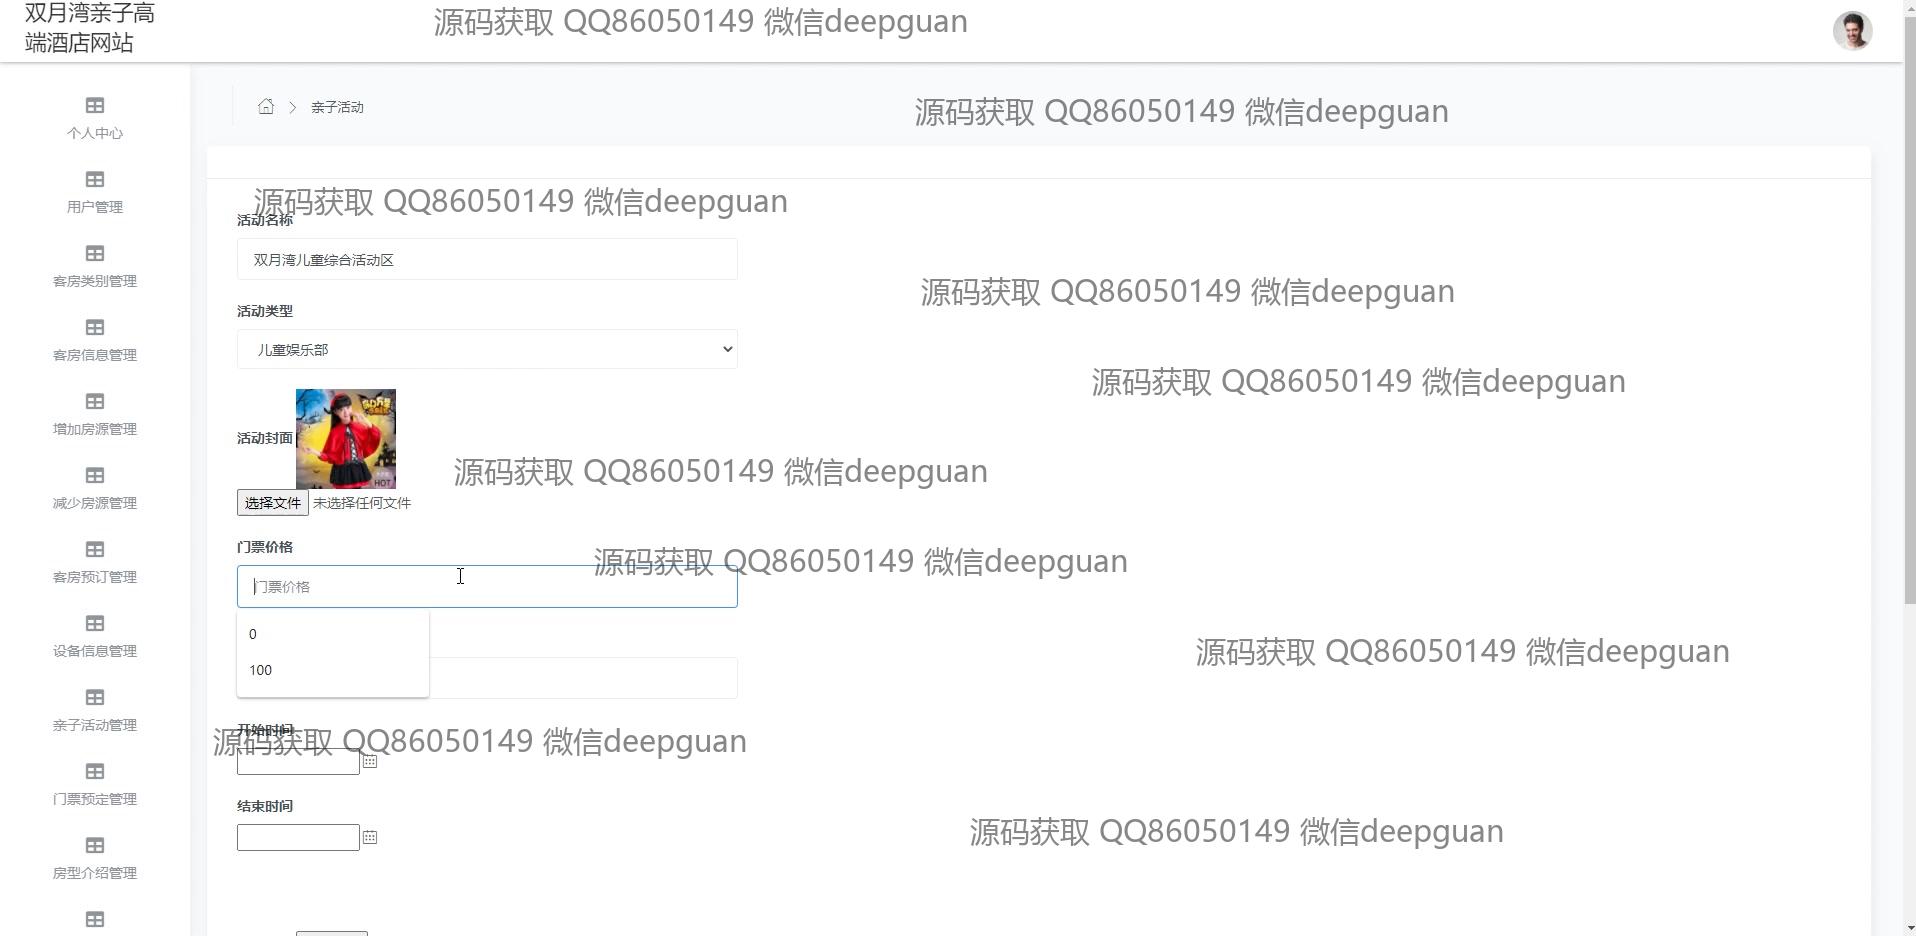 双月湾亲子高
端酒店网站
源码获取 QQ86050149 微信deepguan
亲子活动
源码获取 QQ86050149 微信deepguan
个人中心
用户管理
客房类别管理
客房信息管理
增加房源管理
减少房源管理
客房预订管理
设备信息管理
亲子活动管理
门票预定管理
房型介绍管理
源码获取 QQ86050149 微信deepguan
活动名称
双月湾儿童综合活动区
源码获取 QQ86050149 微信deepguan
活动类型
儿童娱乐部
源码获取 QQ86050149 微信deepguan
活动封面
HOT
源码获取 QQ86050149 微信deepguan
选择文件 未选择任何文件
门票价格
源码获取 QQ86050149 微信deepguan
门票价格
0
100
源码获取 QQ86050149 微信deepguan
开始时间
源码获取 QQ86050149 微信deepguan
结束时间
源码获取 QQ86050149 微信deepguan